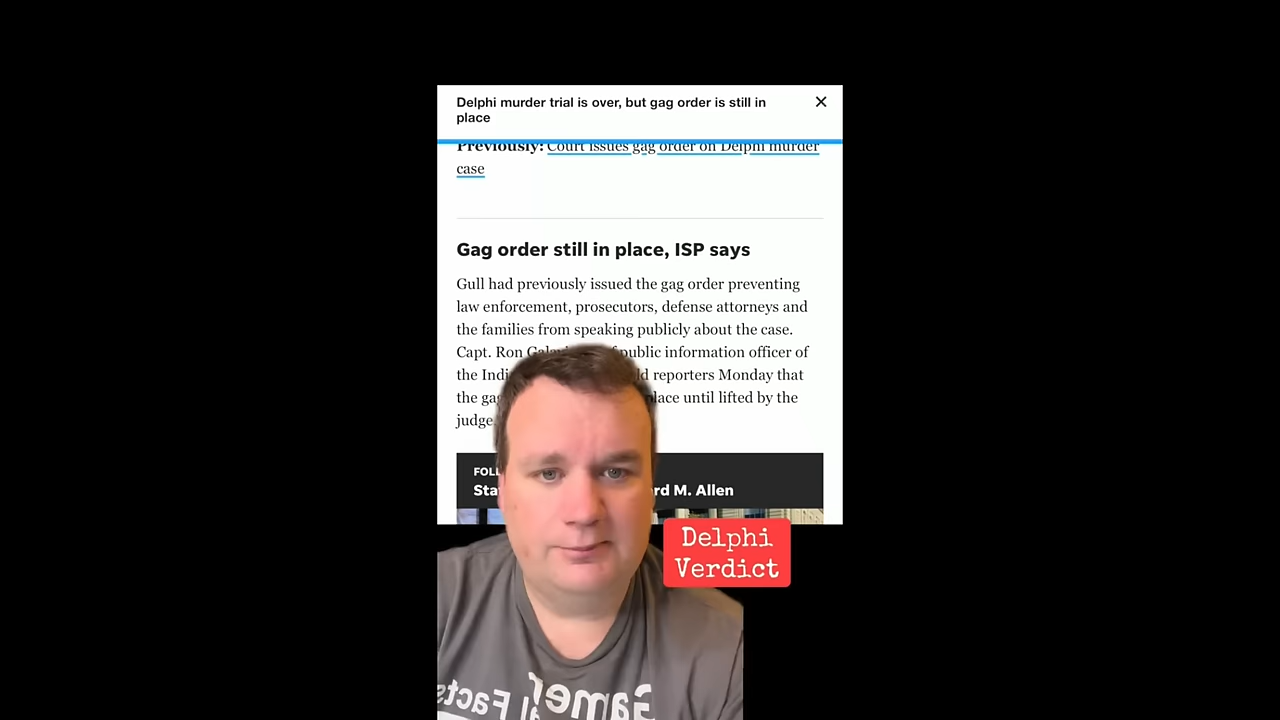 Delphi murder trial is over, but gag order is still in
place
Previously: Court issues gag order on Delphi murder
case
Gag order still in place, ISP says
Gull had previously issued the gag order preventing
law enforcement, prosecutors, defense attorneys and
the families from speaking publicly about the case.
Capt. Ron public information officer of
the reporters Monday that
the place until lifted by the
judge
M. Allen
Delphi
Verdict
Gamer
Facts